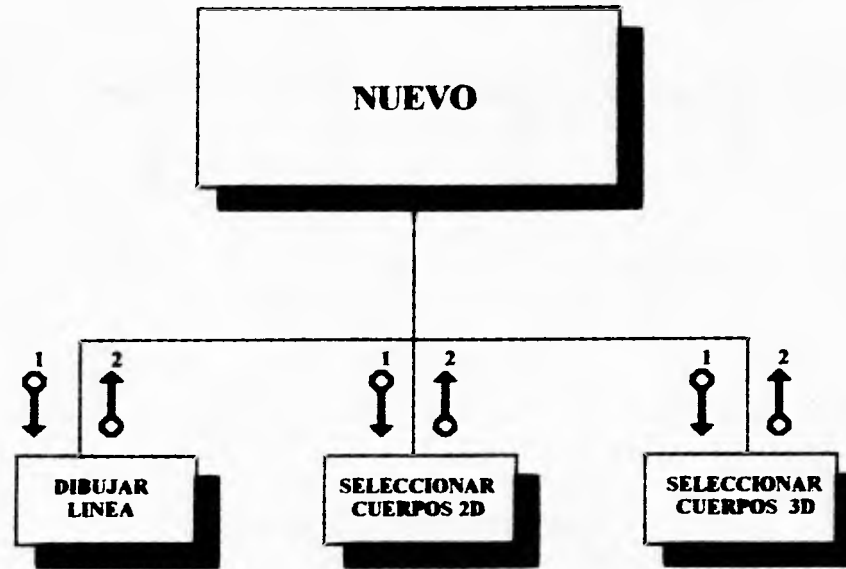 NUEVO
1 2
1 2
1 2
DIBUJAR
LINEA
SELECCIONAR
CUERPOS 2D
SELECCIONAR
CUERPOS 3D